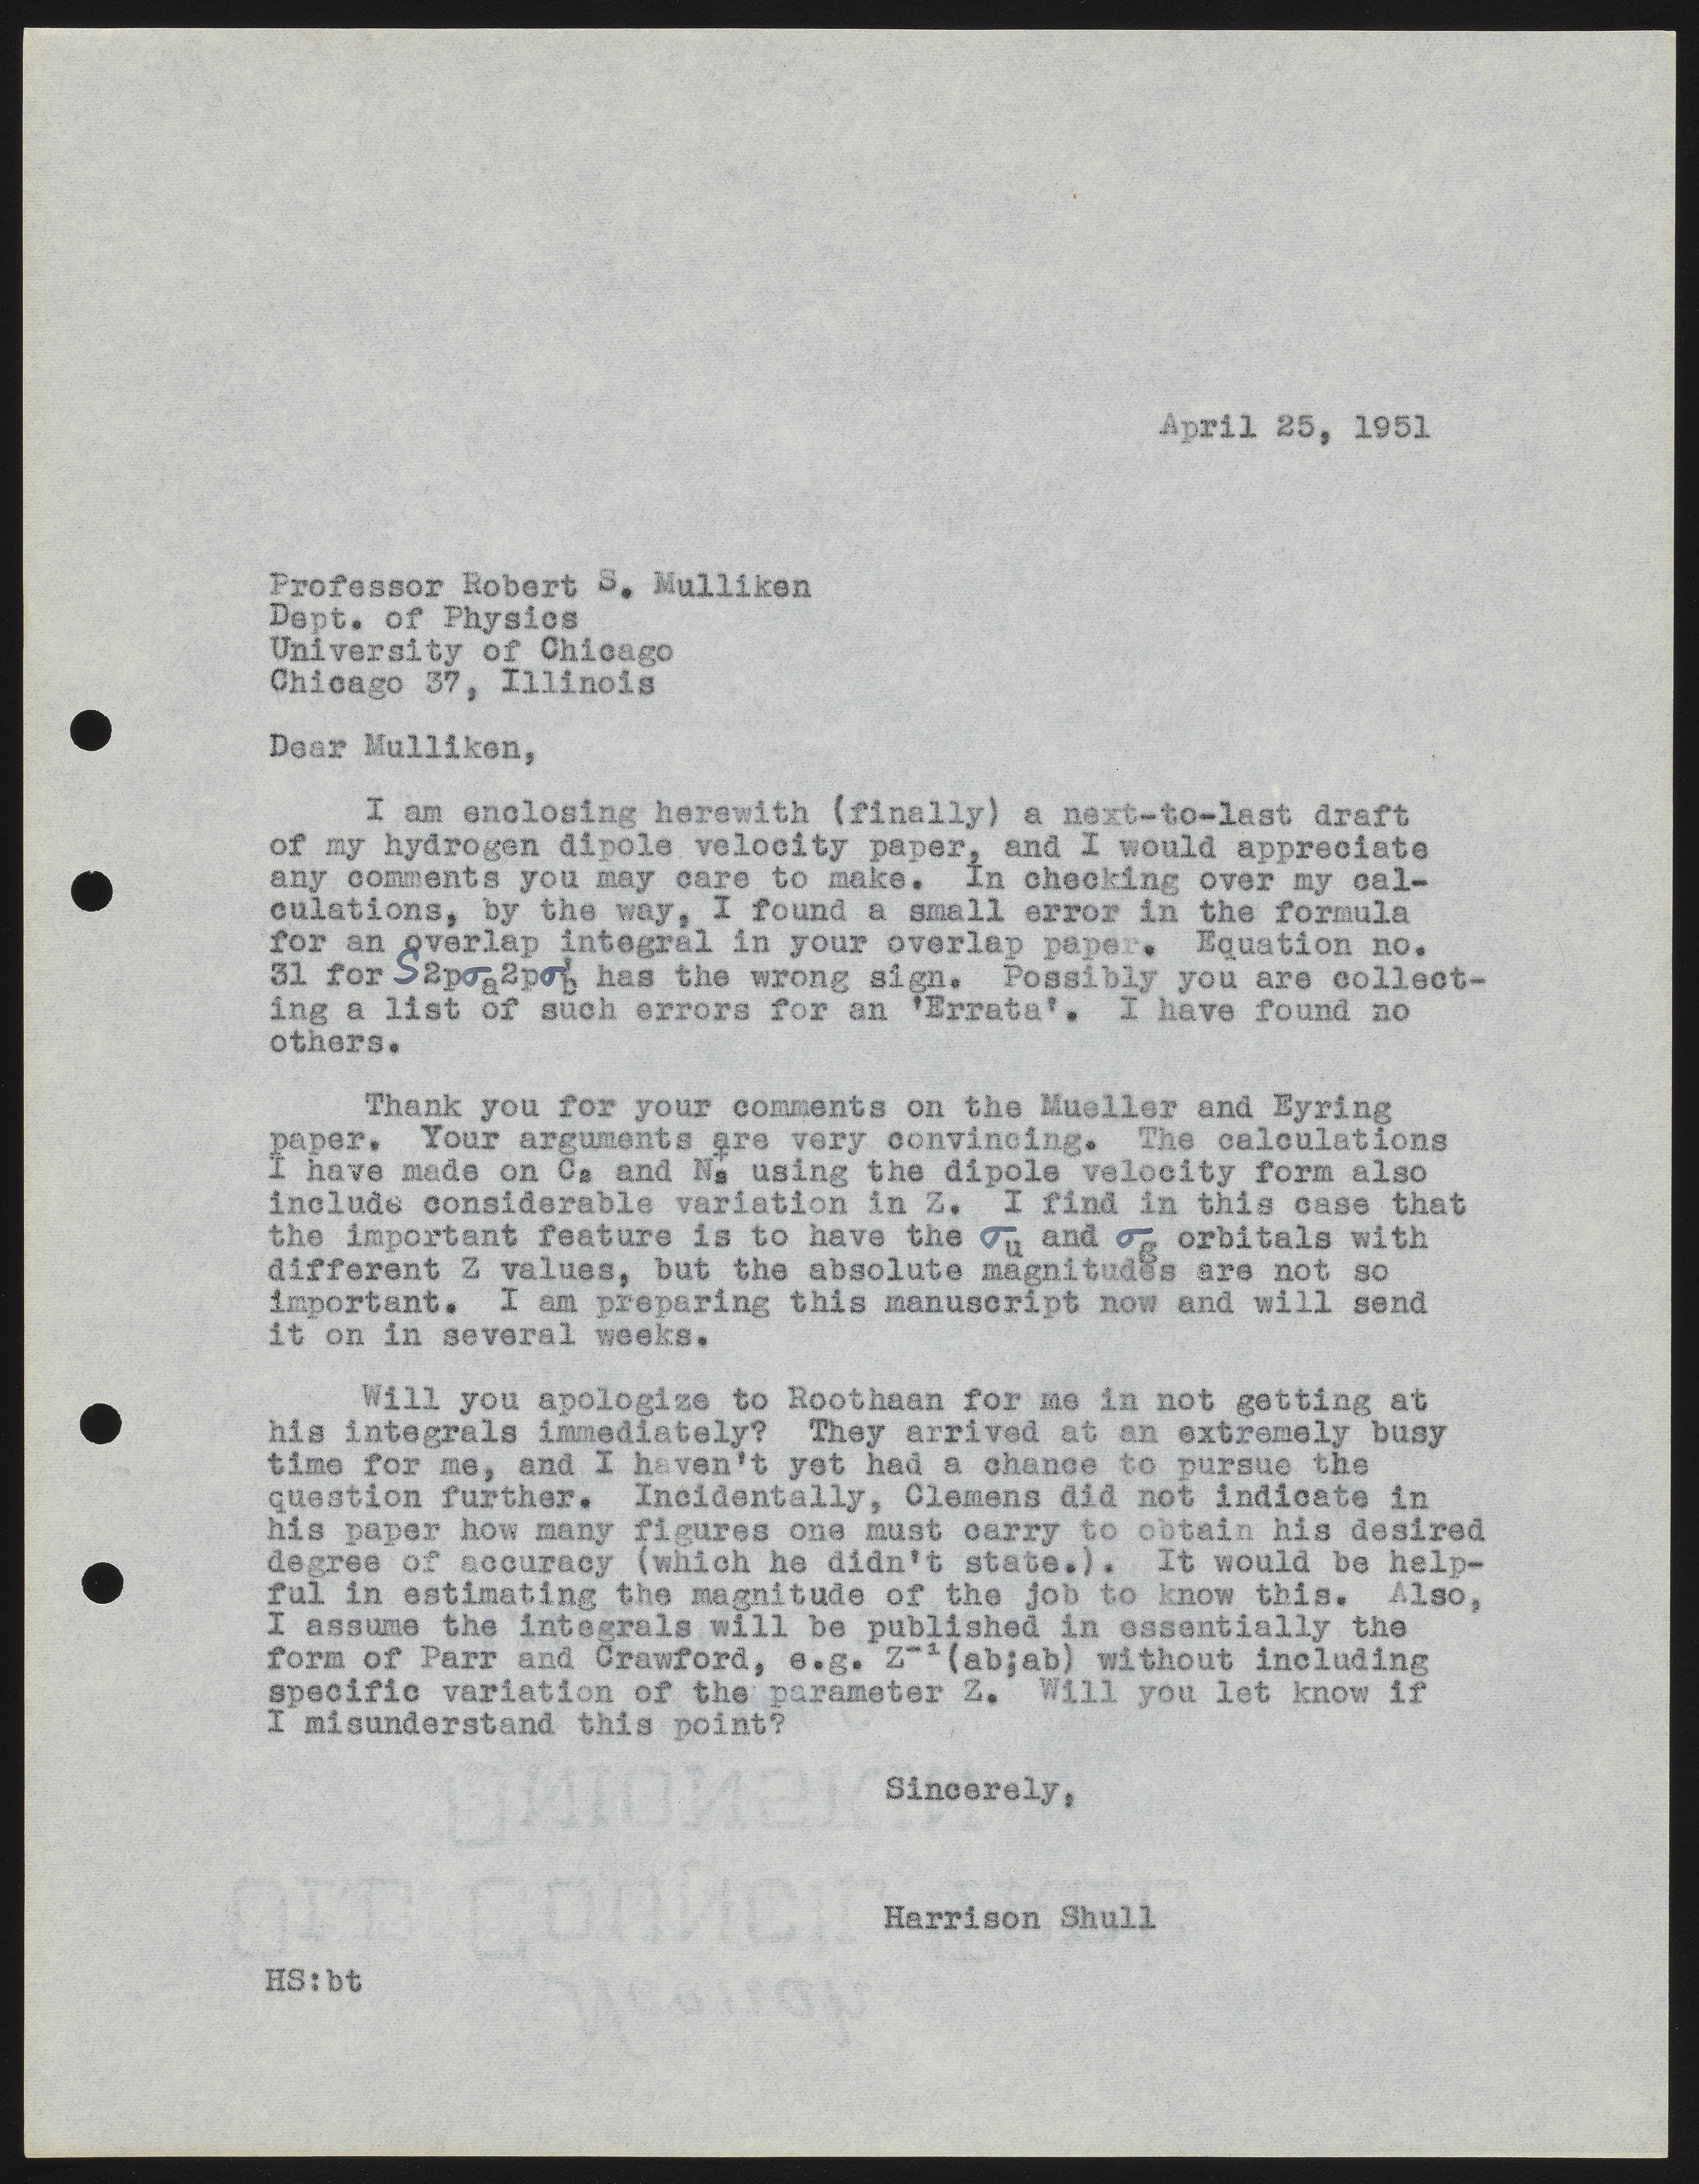 April 25, 1951
Professor Robert S. Mulliken
Dept. of Physics
University of Chicago
Chicago 37, Illinois
Dear Mulliken,
I am enclosing herewith (finally) a next-to-last draft
of my hydrogen dipole velocity paper, and I would appreciate
any comments you may care to make. In checking over my cal-
culations, by the way, I found a small error in the formula
for an overlap integral in your overlap paper. Equation no.
31 for S2pσₐ2pσ'b has the wrong sign. Possibly you are collect-
ing a list of such errors for an 'Errata'. I have found no
others.
Thank you for your comments on the Mueller and Eyring
paper. Your arguments are very convincing. The calculations
I have made on C₂ and N₂⁺ using the dipole velocity form also
include considerable variation in Z. I find in this case that
the important feature is to have the σu and σg orbitals with
different Z values, but the absolute magnitudes are not so
important. I am preparing this manuscript now and will send
it on in several weeks.
Will you apologize to Roothaan for me in not getting at
his integrals immediately? They arrived at an extremely busy
time for me, and I haven't yet had a chance to pursue the
question further. Incidentally, Clemens did not indicate in
his paper how many figures one must carry to obtain his desired
degree of accuracy (which he didn't state.). It would be help-
ful in estimating the magnitude of the job to know this. Also,
I assume the integrals will be published in essentially the
form of Parr and Crawford, e.g. Z⁻¹(ab;ab) without including
specific variation of the parameter Z. Will you let know if
I misunderstand this point?
Sincerely,
Harrison Shull
HS:bt